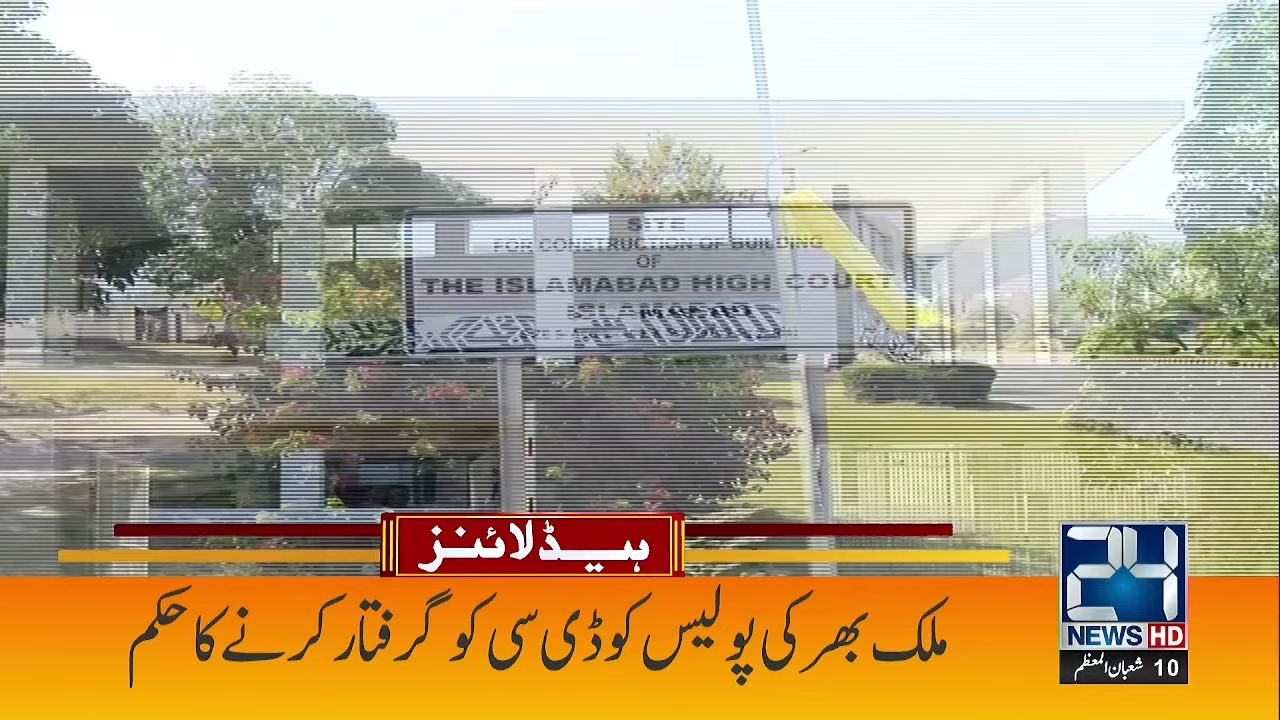 SITE
FOR CONSTRUCTION OF BUILDING
OF
THE ISLAMABAD HIGH COURT
ہیڈلائنز
ملک بھر کی پولیس کو ڈی سی کو گرفتار کرنے کا حکم
24
NEWS HD
10 شعبان المعظم